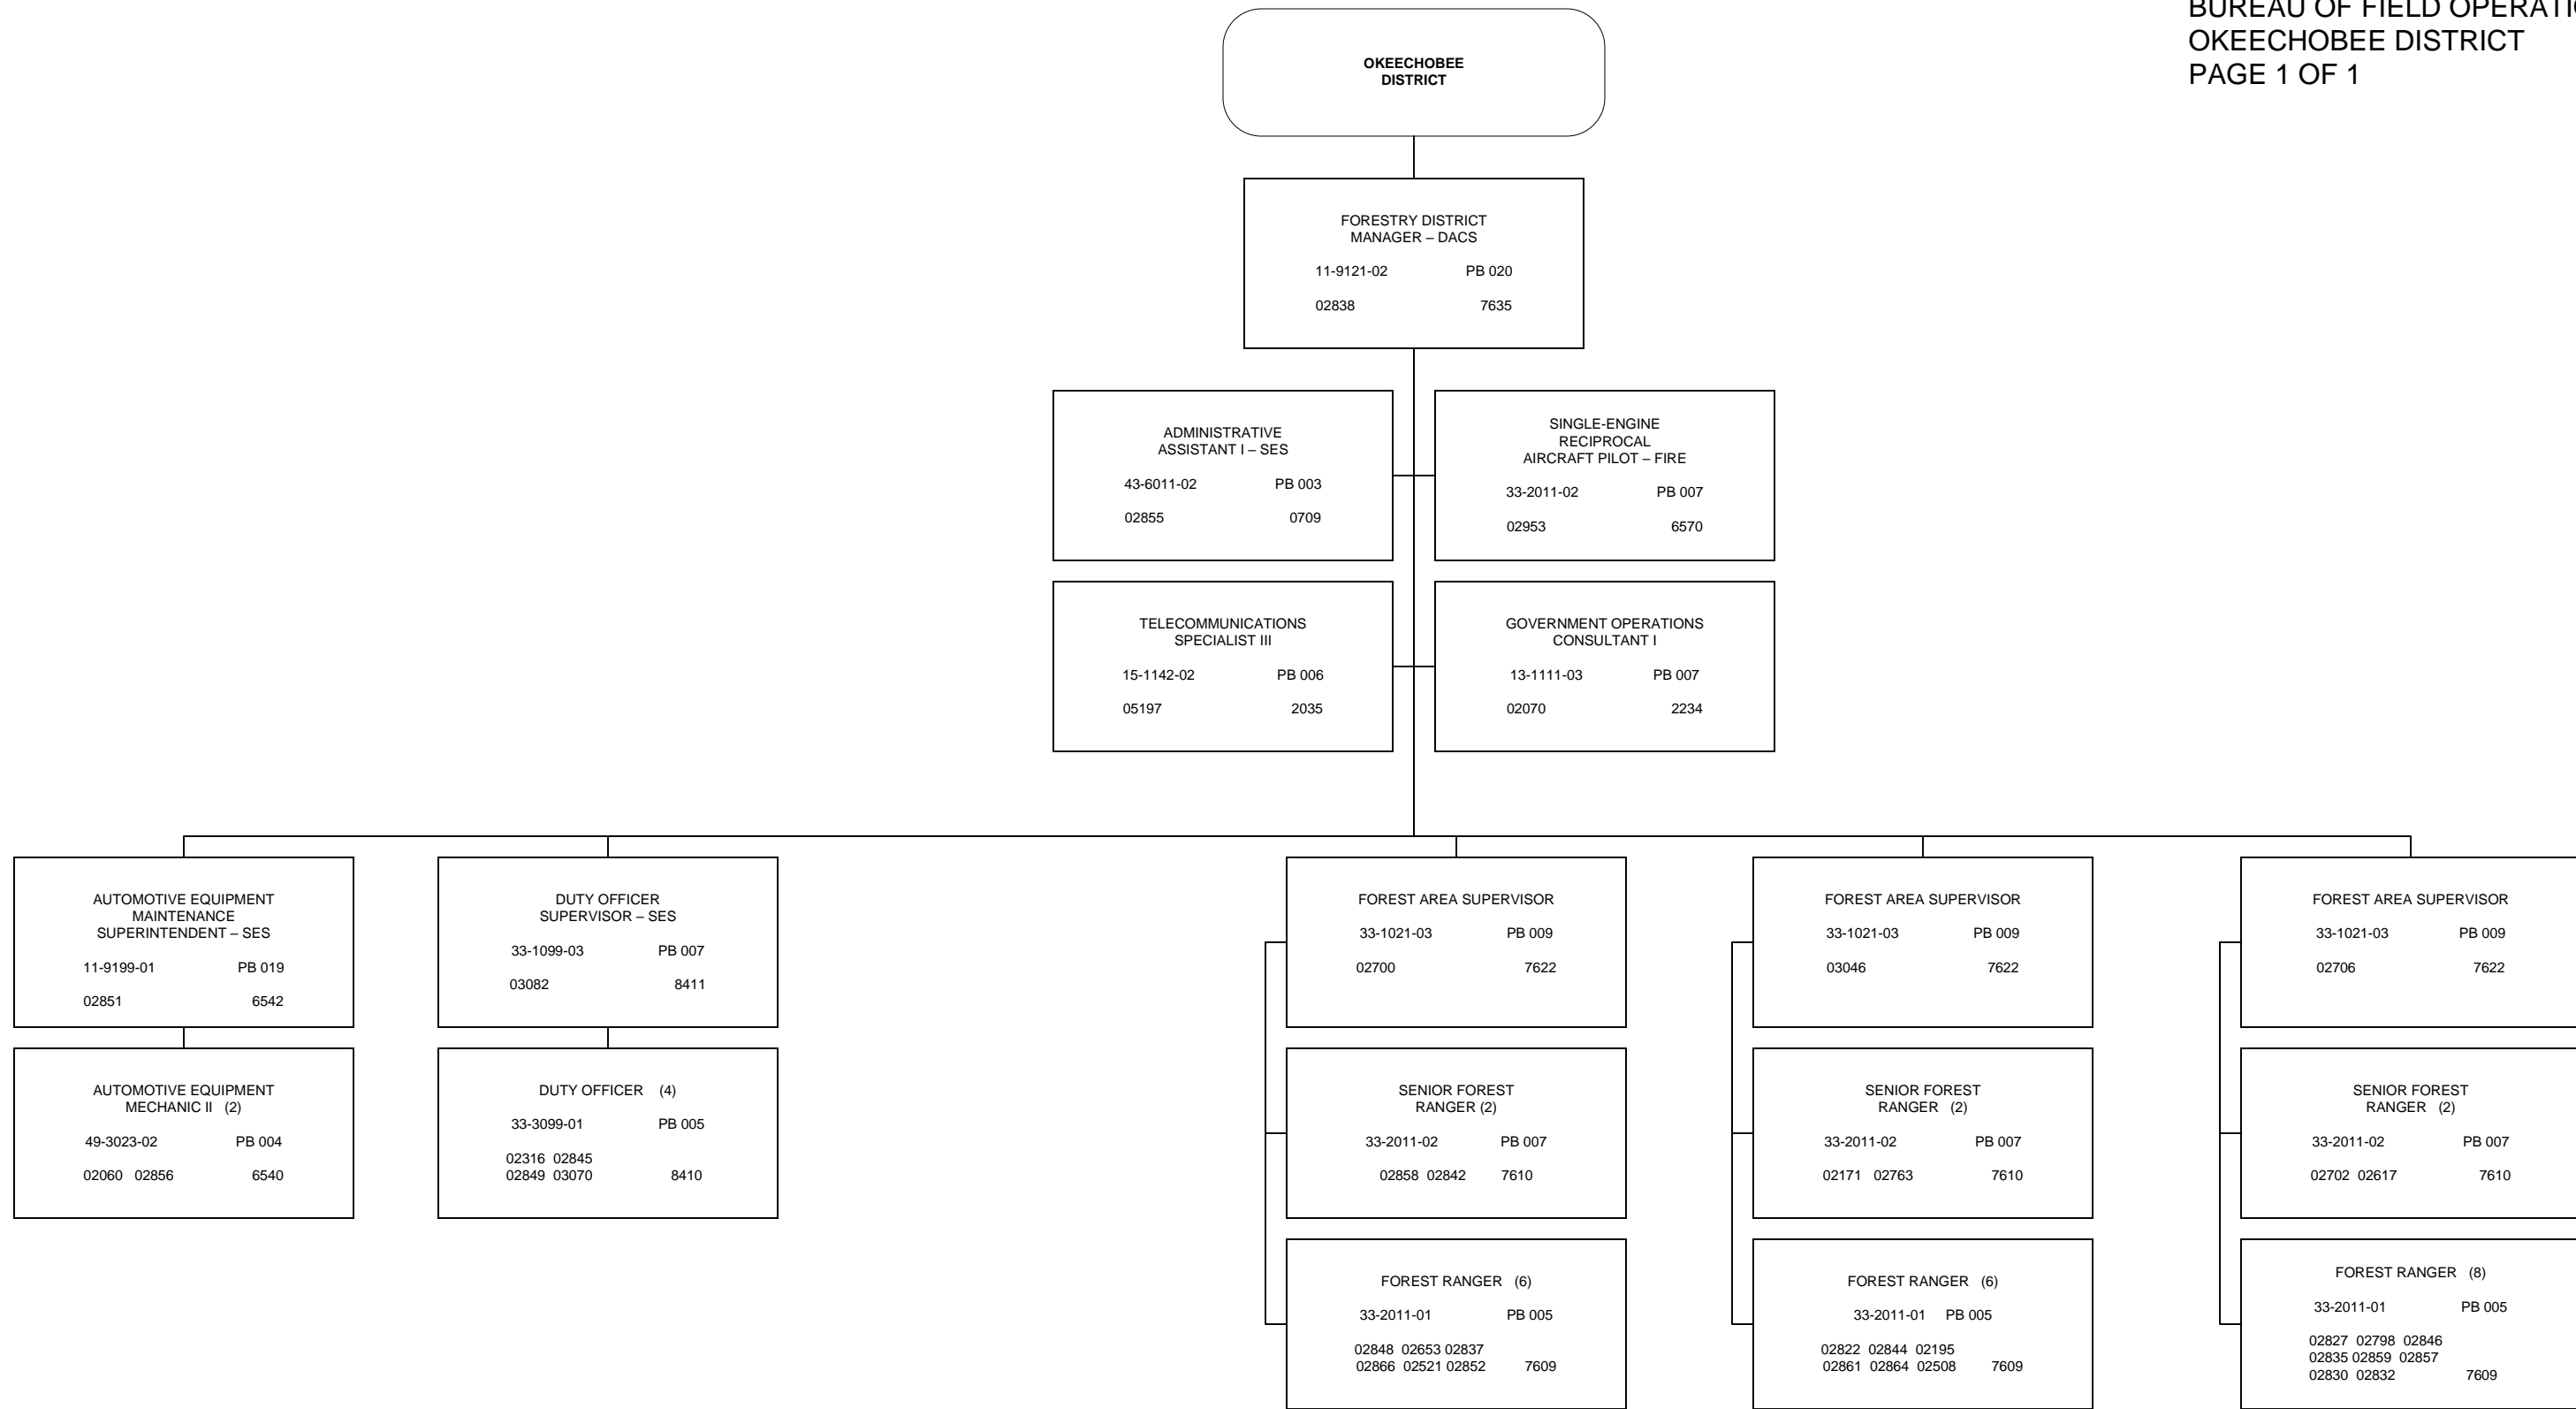 BUREAU OF FIELD
OKEECHOBEE DISTRICT
PAGE 1 OF 1
OKEECHOBEE
DISTRICT
FORESTRY DISTRICT
MANAGER – DACS
11-9121-02 PB 020
02838 7635
ADMINISTRATIVE
ASSISTANT I – SES
43-6011-02 PB 003
02855 0709
SINGLE-ENGINE
RECIPROCAL
AIRCRAFT PILOT – FIRE
33-2011-02 PB 007
02953 6570
TELECOMMUNICATIONS
SPECIALIST III
15-1142-02 PB 006
05197 2035
GOVERNMENT OPERATIONS
CONSULTANT I
13-1111-03 PB 007
02070 2234
AUTOMOTIVE EQUIPMENT
MAINTENANCE
SUPERINTENDENT – SES
11-9199-01 PB 019
02851 6542
DUTY OFFICER
SUPERVISOR – SES
33-1099-03 PB 007
03082 8411
FOREST AREA SUPERVISOR
33-1021-03 PB 009
02700 7622
FOREST AREA SUPERVISOR
33-1021-03 PB 009
03046 7622
FOREST AREA SUPERVISOR
33-1021-03 PB 009
02706 7622
AUTOMOTIVE EQUIPMENT
MECHANIC II (2)
49-3023-02 PB 004
02060 02856 6540
DUTY OFFICER (4)
33-3099-01 PB 005
02316 02845
02849 03070 8410
SENIOR FOREST
RANGER (2)
33-2011-02 PB 007
02858 02842 7610
SENIOR FOREST
RANGER (2)
33-2011-02 PB 007
02171 02763 7610
SENIOR FOREST
RANGER (2)
33-2011-02 PB 007
02702 02617 7610
FOREST RANGER (6)
33-2011-01 PB 005
02848 02653 02837
02866 02521 02852 7609
FOREST RANGER (6)
33-2011-01 PB 005
02822 02844 02195
02861 02864 02508 7609
FOREST RANGER (8)
33-2011-01 PB 005
02827 02798 02846
02835 02859 02857
02830 02832 7609